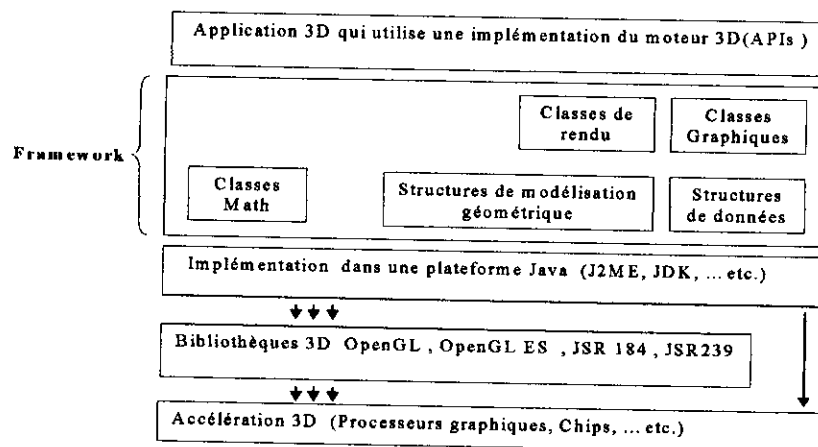 Application 3D qui utilise une implémentation du moteur 3D(APIs )
Framework
Classes de
rendu
Classes
Graphiques
Classes
Math
Structures de modélisation
géométrique
Structures
de données
Implémentation dans une plateforme Java (J2ME, JDK, ... etc.)
Bibliothèques 3D OpenGL , OpenGL ES , JSR 184 , JSR239
Accélération 3D (Processeurs graphiques, Chips, ... etc.)